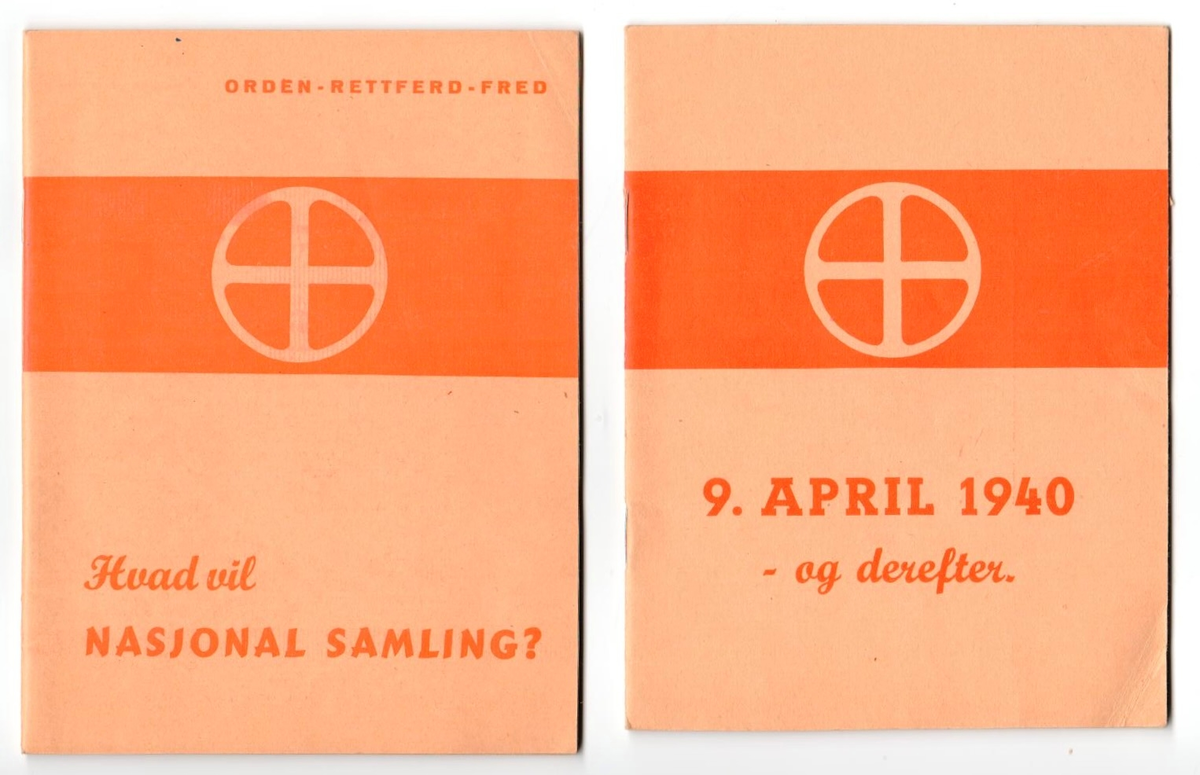 ORDEN-RETTFERD-FRED
Hvad vil
NASJONAL SAMLING?
9. APRIL 1940
- og derefter.